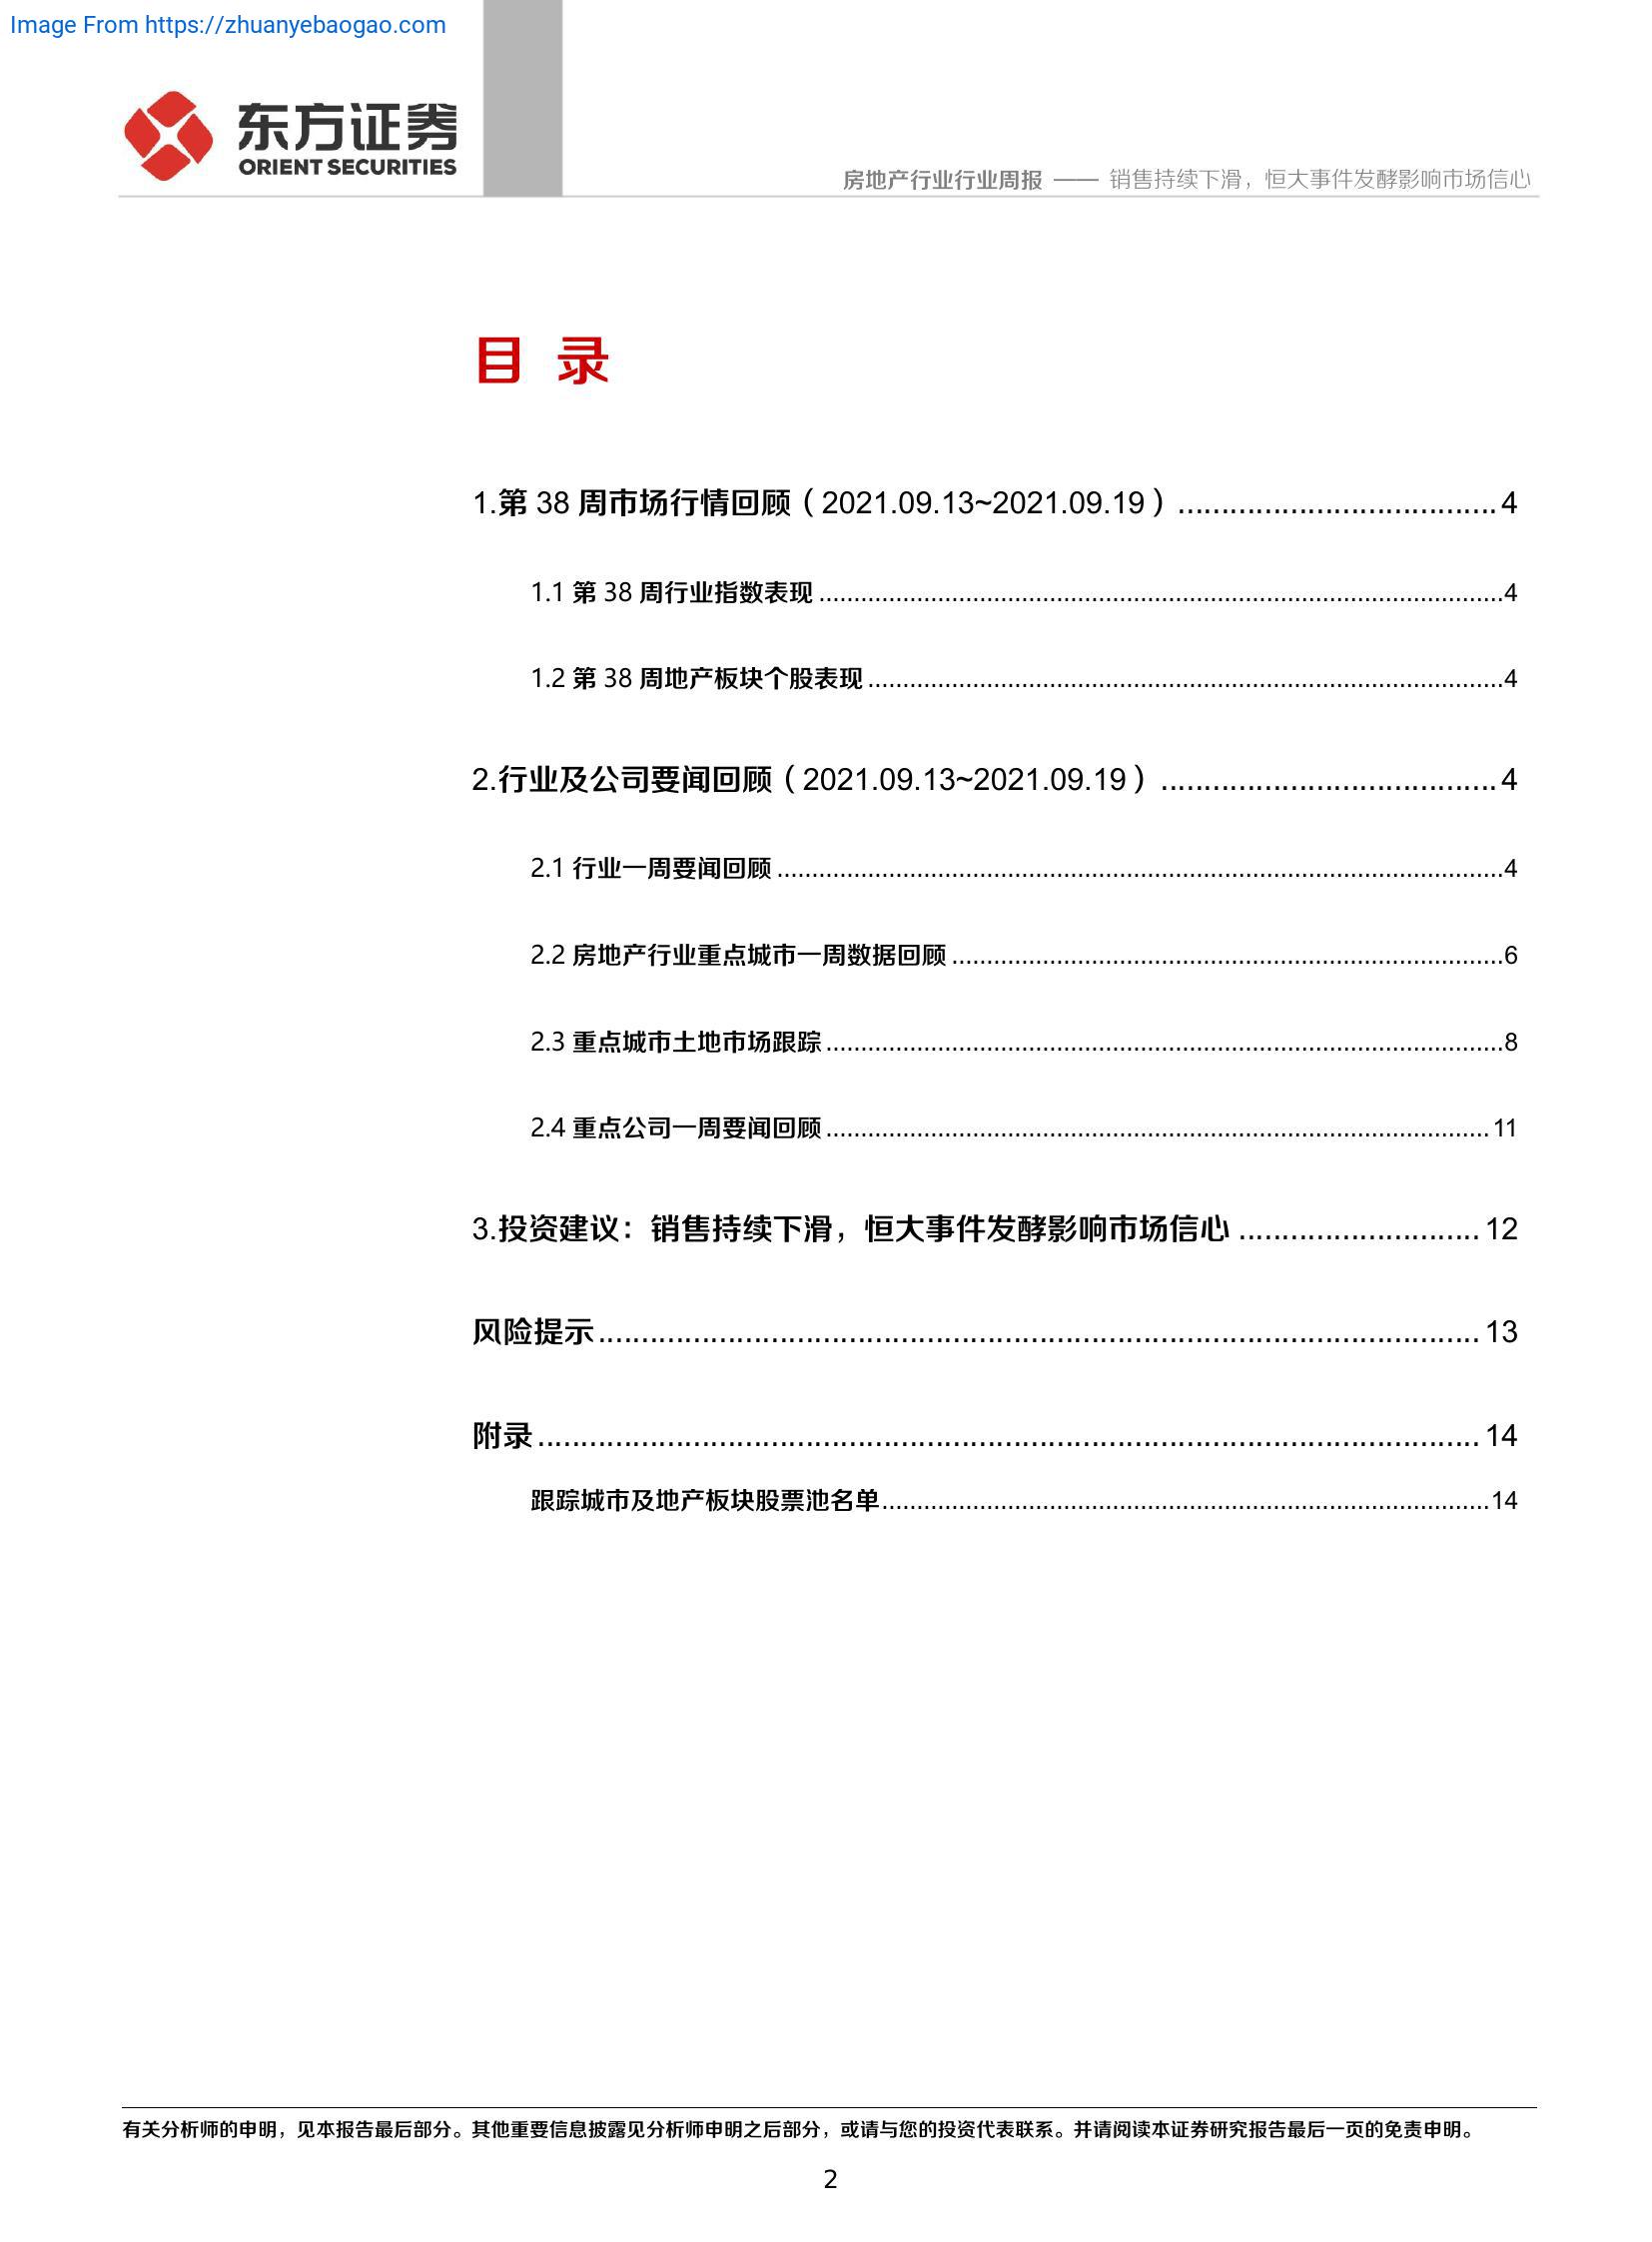 Image From https://zhuanyebaogao.com
东方证券
ORIENT SECURITIES
房地产行业行业周报 —— 销售持续下滑，恒大事件发酵影响市场信心
目 录
1.第 38 周市场行情回顾（2021.09.13~2021.09.19）..................................... 4
1.1 第 38 周行业指数表现 ..................................................................................................4
1.2 第 38 周地产板块个股表现 ...........................................................................................4
2.行业及公司要闻回顾（2021.09.13~2021.09.19）....................................... 4
2.1 行业一周要闻回顾 ........................................................................................................4
2.2 房地产行业重点城市一周数据回顾 ...............................................................................6
2.3 重点城市土地市场跟踪 .................................................................................................8
2.4 重点公司一周要闻回顾 ............................................................................................... 11
3.投资建议：销售持续下滑，恒大事件发酵影响市场信心 ............................ 12
风险提示...................................................................................................... 13
附录............................................................................................................. 14
跟踪城市及地产板块股票池名单.......................................................................................14
有关分析师的申明，见本报告最后部分。其他重要信息披露见分析师申明之后部分，或请与您的投资代表联系。并请阅读本证券研究报告最后一页的免责申明。
2